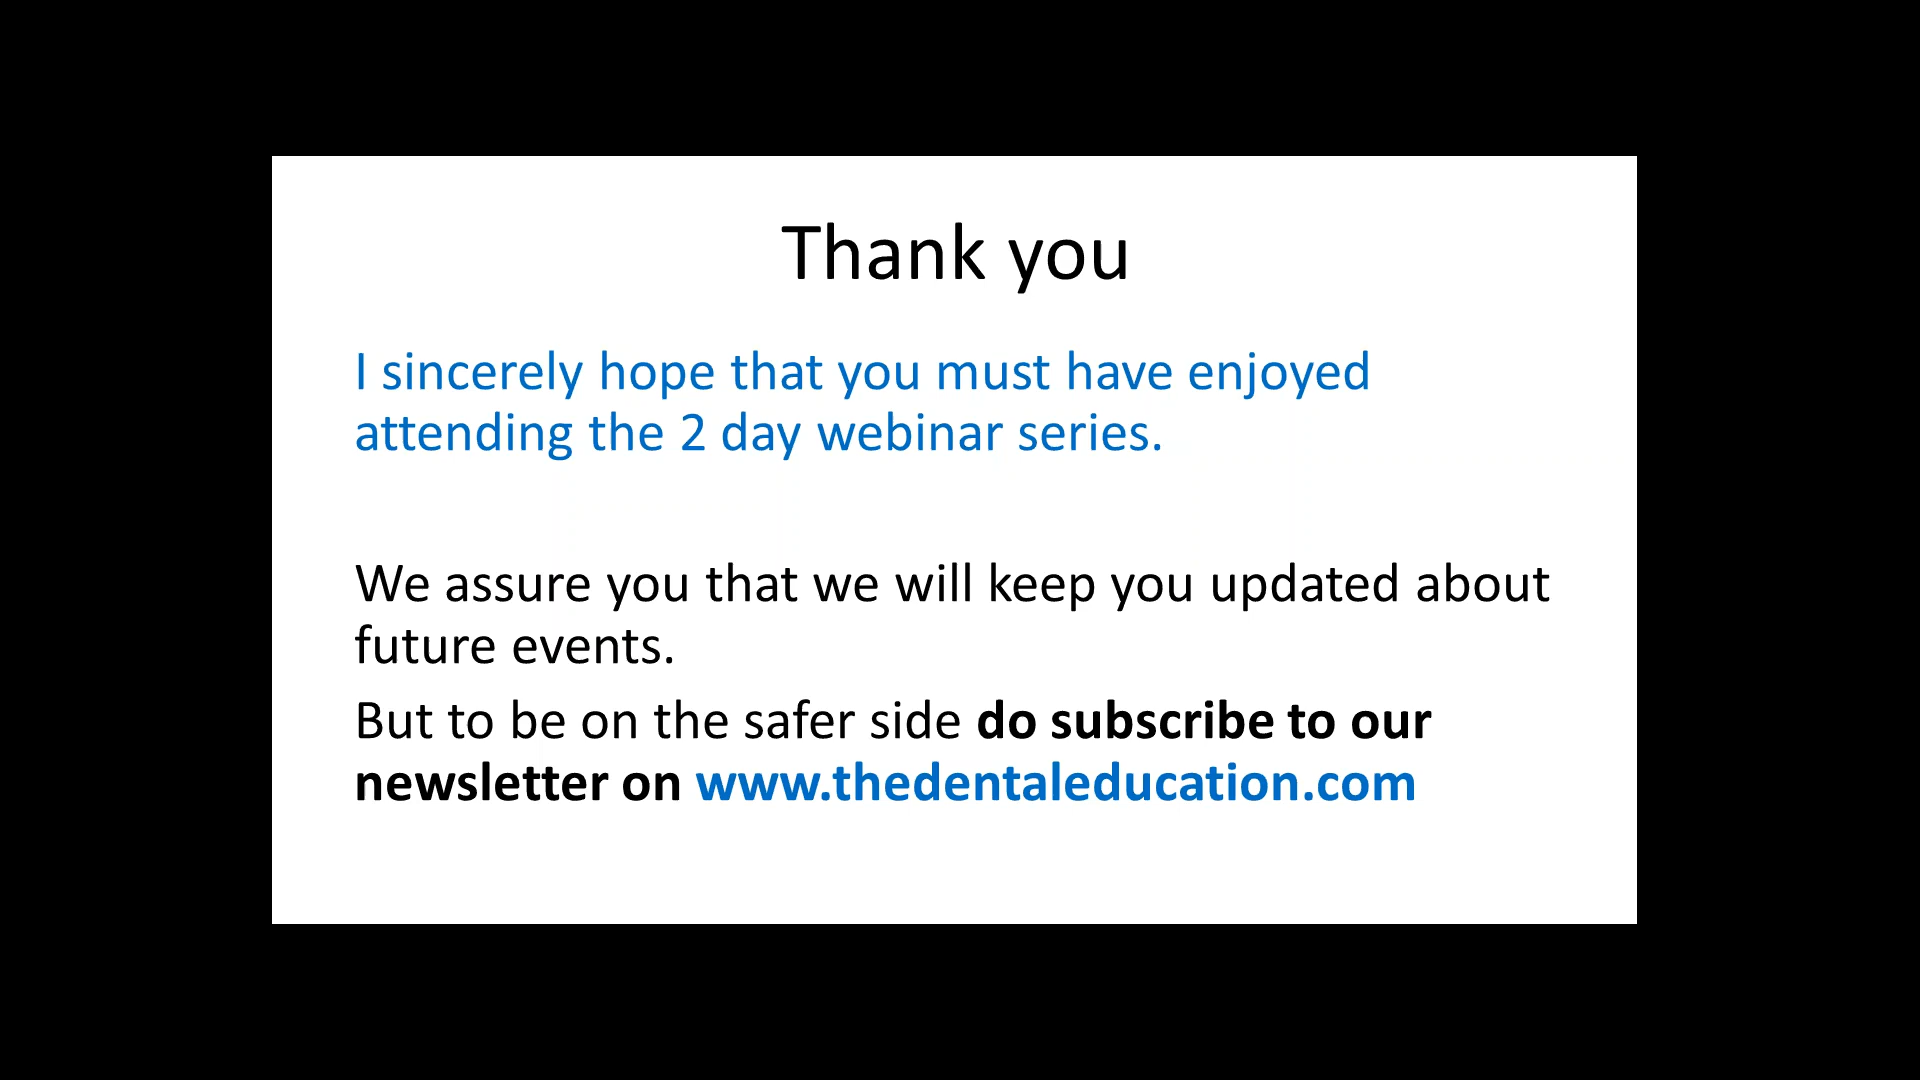 Thank you
I sincerely hope that you must have enjoyed
attending the 2 day webinar series.
We assure you that we will keep you updated about
future events.
But to be on the safer side do subscribe to our
newsletter on www.thedentaleducation.com